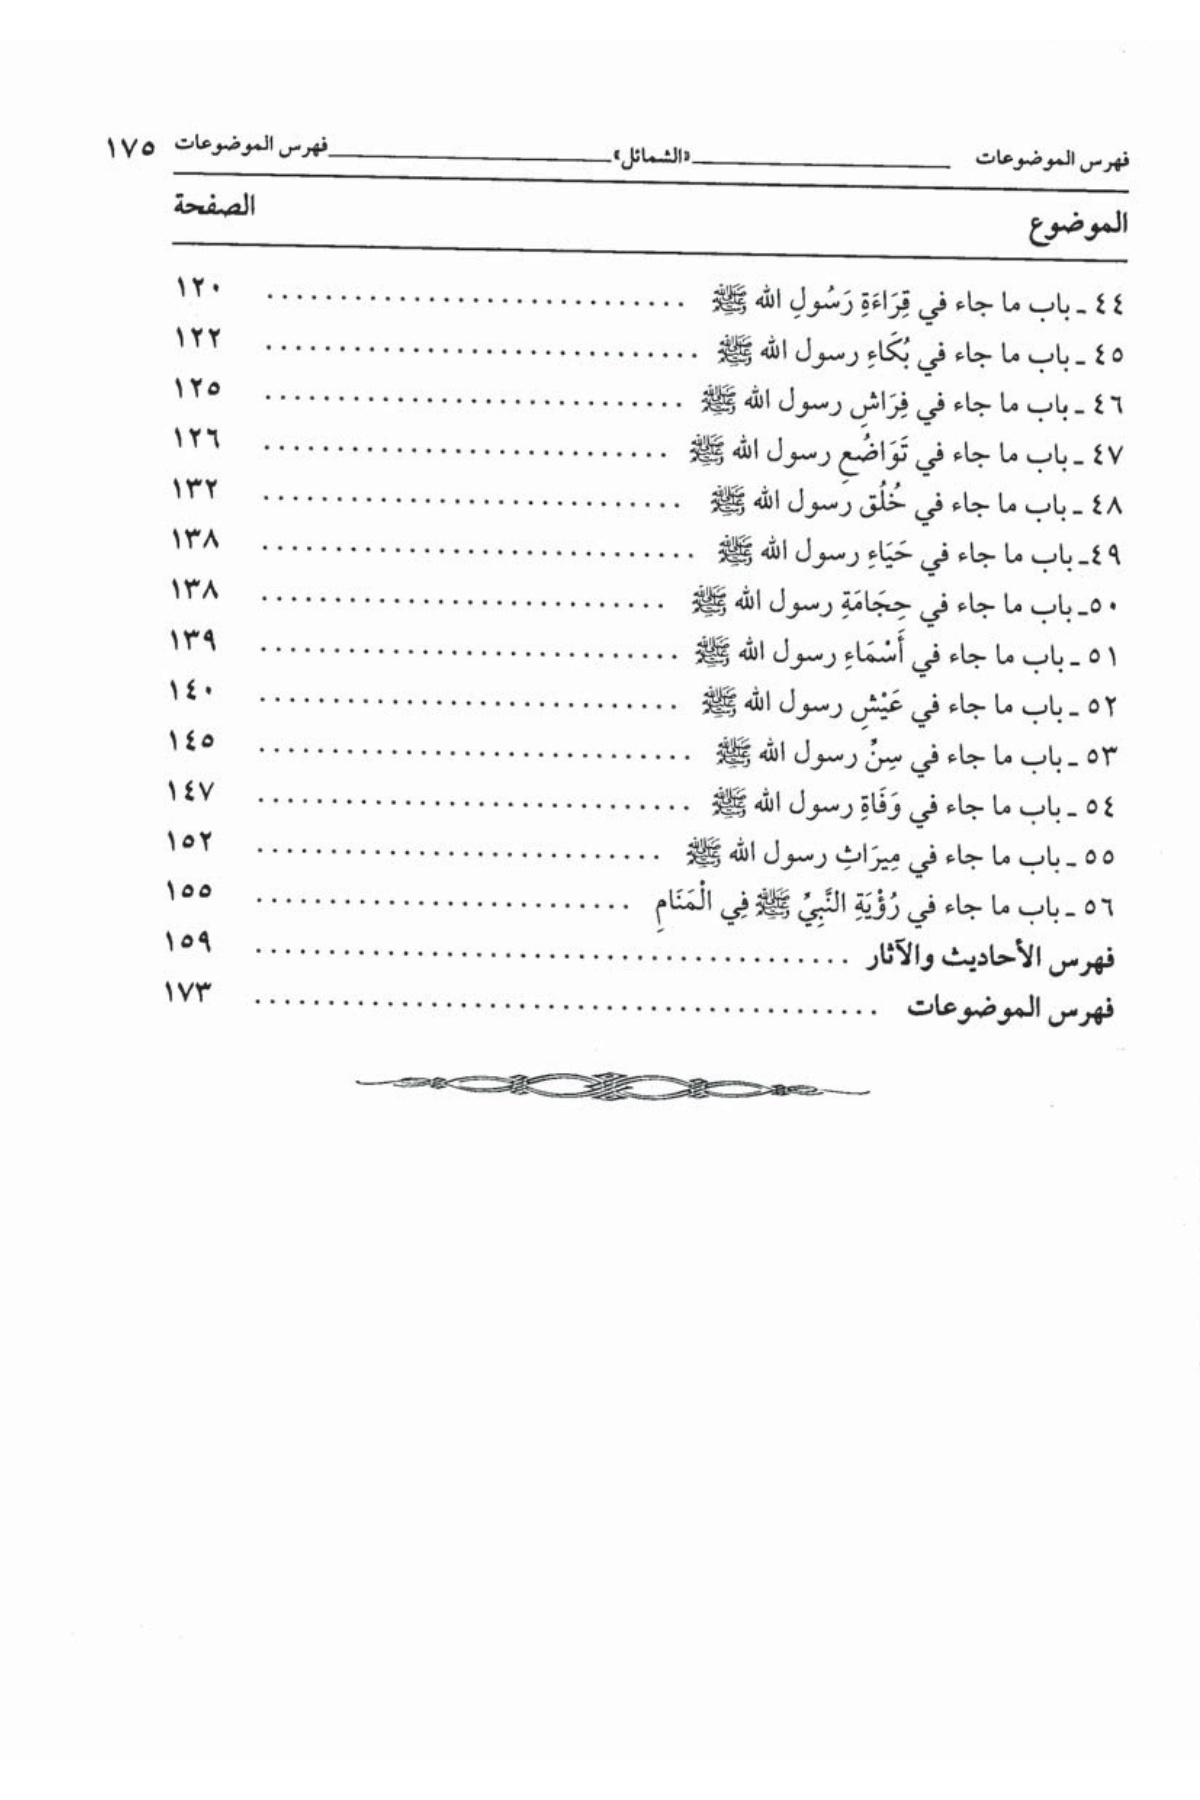 فهرس الموضوعات «الشمائل» فهرس الموضوعات ١٧٥
الموضوع الصفحة
٤٤ ـ باب ما جاء في قِرَاءَةِ رَسُولِ الله ﷺ .............................. ١٢٠
٤٥ ـ باب ما جاء في بُكَاءِ رسول الله ﷺ .............................. ١٢٢
٤٦ ـ باب ما جاء في فِرَاشِ رسول الله ﷺ .............................. ١٢٥
٤٧ ـ باب ما جاء في تَوَاضُعِ رسول الله ﷺ .............................. ١٢٦
٤٨ ـ باب ما جاء في خُلُق رسول الله ﷺ .............................. ١٣٢
٤٩ـ باب ما جاء في حَيَاءِ رسول الله ﷺ .............................. ١٣٨
٥٠ـ باب ما جاء في حِجَامَةِ رسول الله ﷺ .............................. ١٣٨
٥١ ـ باب ما جاء في أَسْمَاءِ رسول الله ﷺ .............................. ١٣٩
٥٢ ـ باب ما جاء في عَيْشِ رسول الله ﷺ .............................. ١٤٠
٥٣ ـ باب ما جاء في سِنِّ رسول الله ﷺ .............................. ١٤٥
٥٤ ـ باب ما جاء في وَفَاةِ رسول الله ﷺ .............................. ١٤٧
٥٥ ـ باب ما جاء في مِيرَاثِ رسول الله ﷺ .............................. ١٥٢
٥٦ ـ باب ما جاء في رُؤْيَةِ النَّبِيِّ ﷺ فِي الْمَنَامِ .............................. ١٥٥
فهرس الأحاديث والآثار .............................. ١٥٩
فهرس الموضوعات .............................. ١٧٣